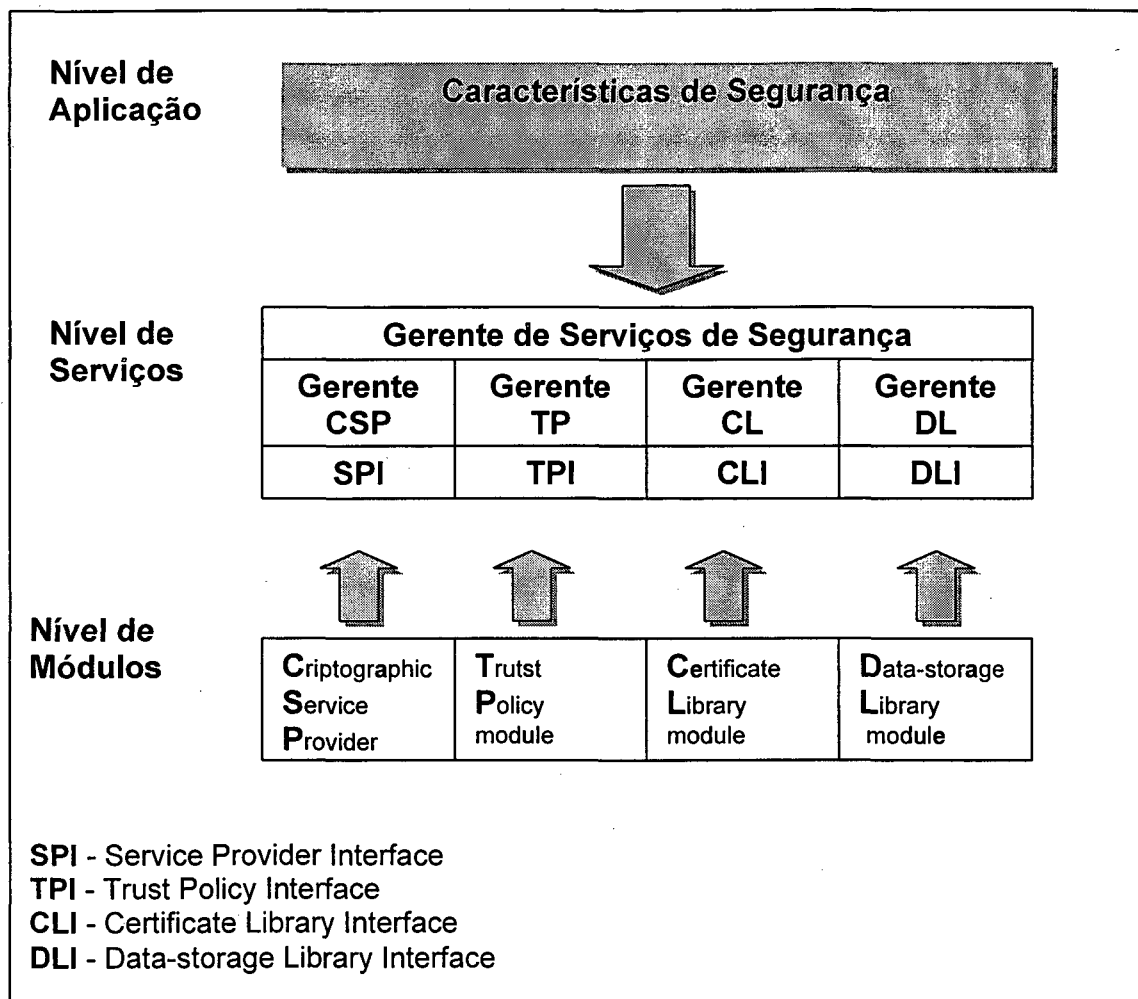 Nível de
Aplicação
Características de Segurança
Nível de
Serviços
Gerente de Serviços de Segurança
Gerente
CSP
Gerente
TP
Gerente
CL
Gerente
DL
SPI
TPI
CLI
DLI
Nível de
Módulos
Criptographic
Service
Provider
Trutst
Policy
module
Certificate
Library
module
Data-storage
Library
module
SPI - Service Provider Interface
TPI - Trust Policy Interface
CLI - Certificate Library Interface
DLI - Data-storage Library Interface